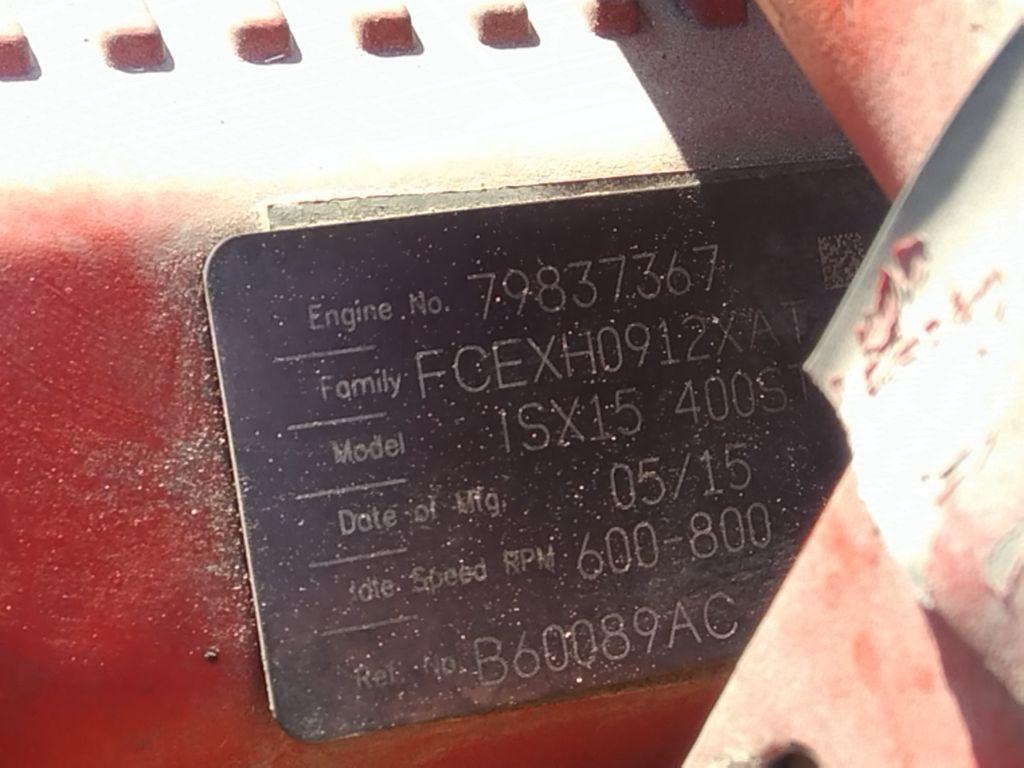 Engine No. 79837367
Family FCEXH0912XAT
Model ISX15 400ST
Date of Mfg. 05/15
Idle Speed RPM 600-800
Ref. No. B60089AC